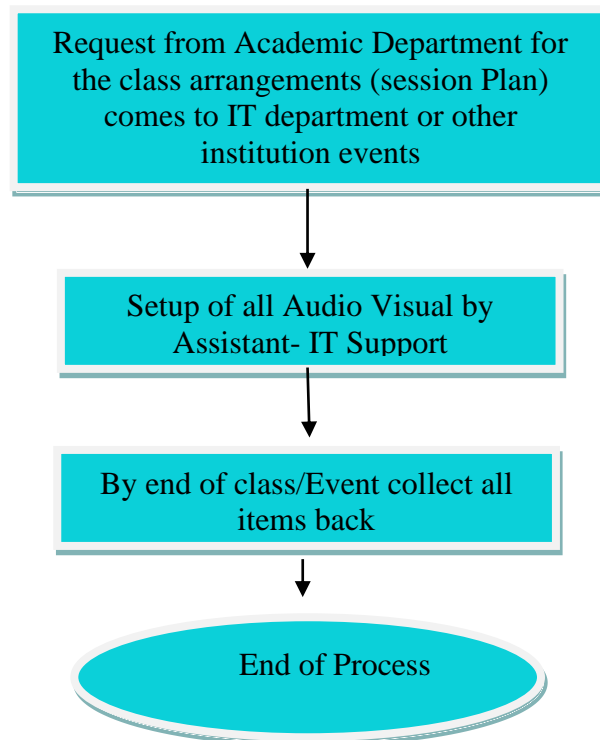 Request from Academic Department for
the class arrangements (session Plan)
comes to IT department or other
institution events
Setup of all Audio Visual by
Assistant- IT Support
By end of class/Event collect all
items back
End of Process